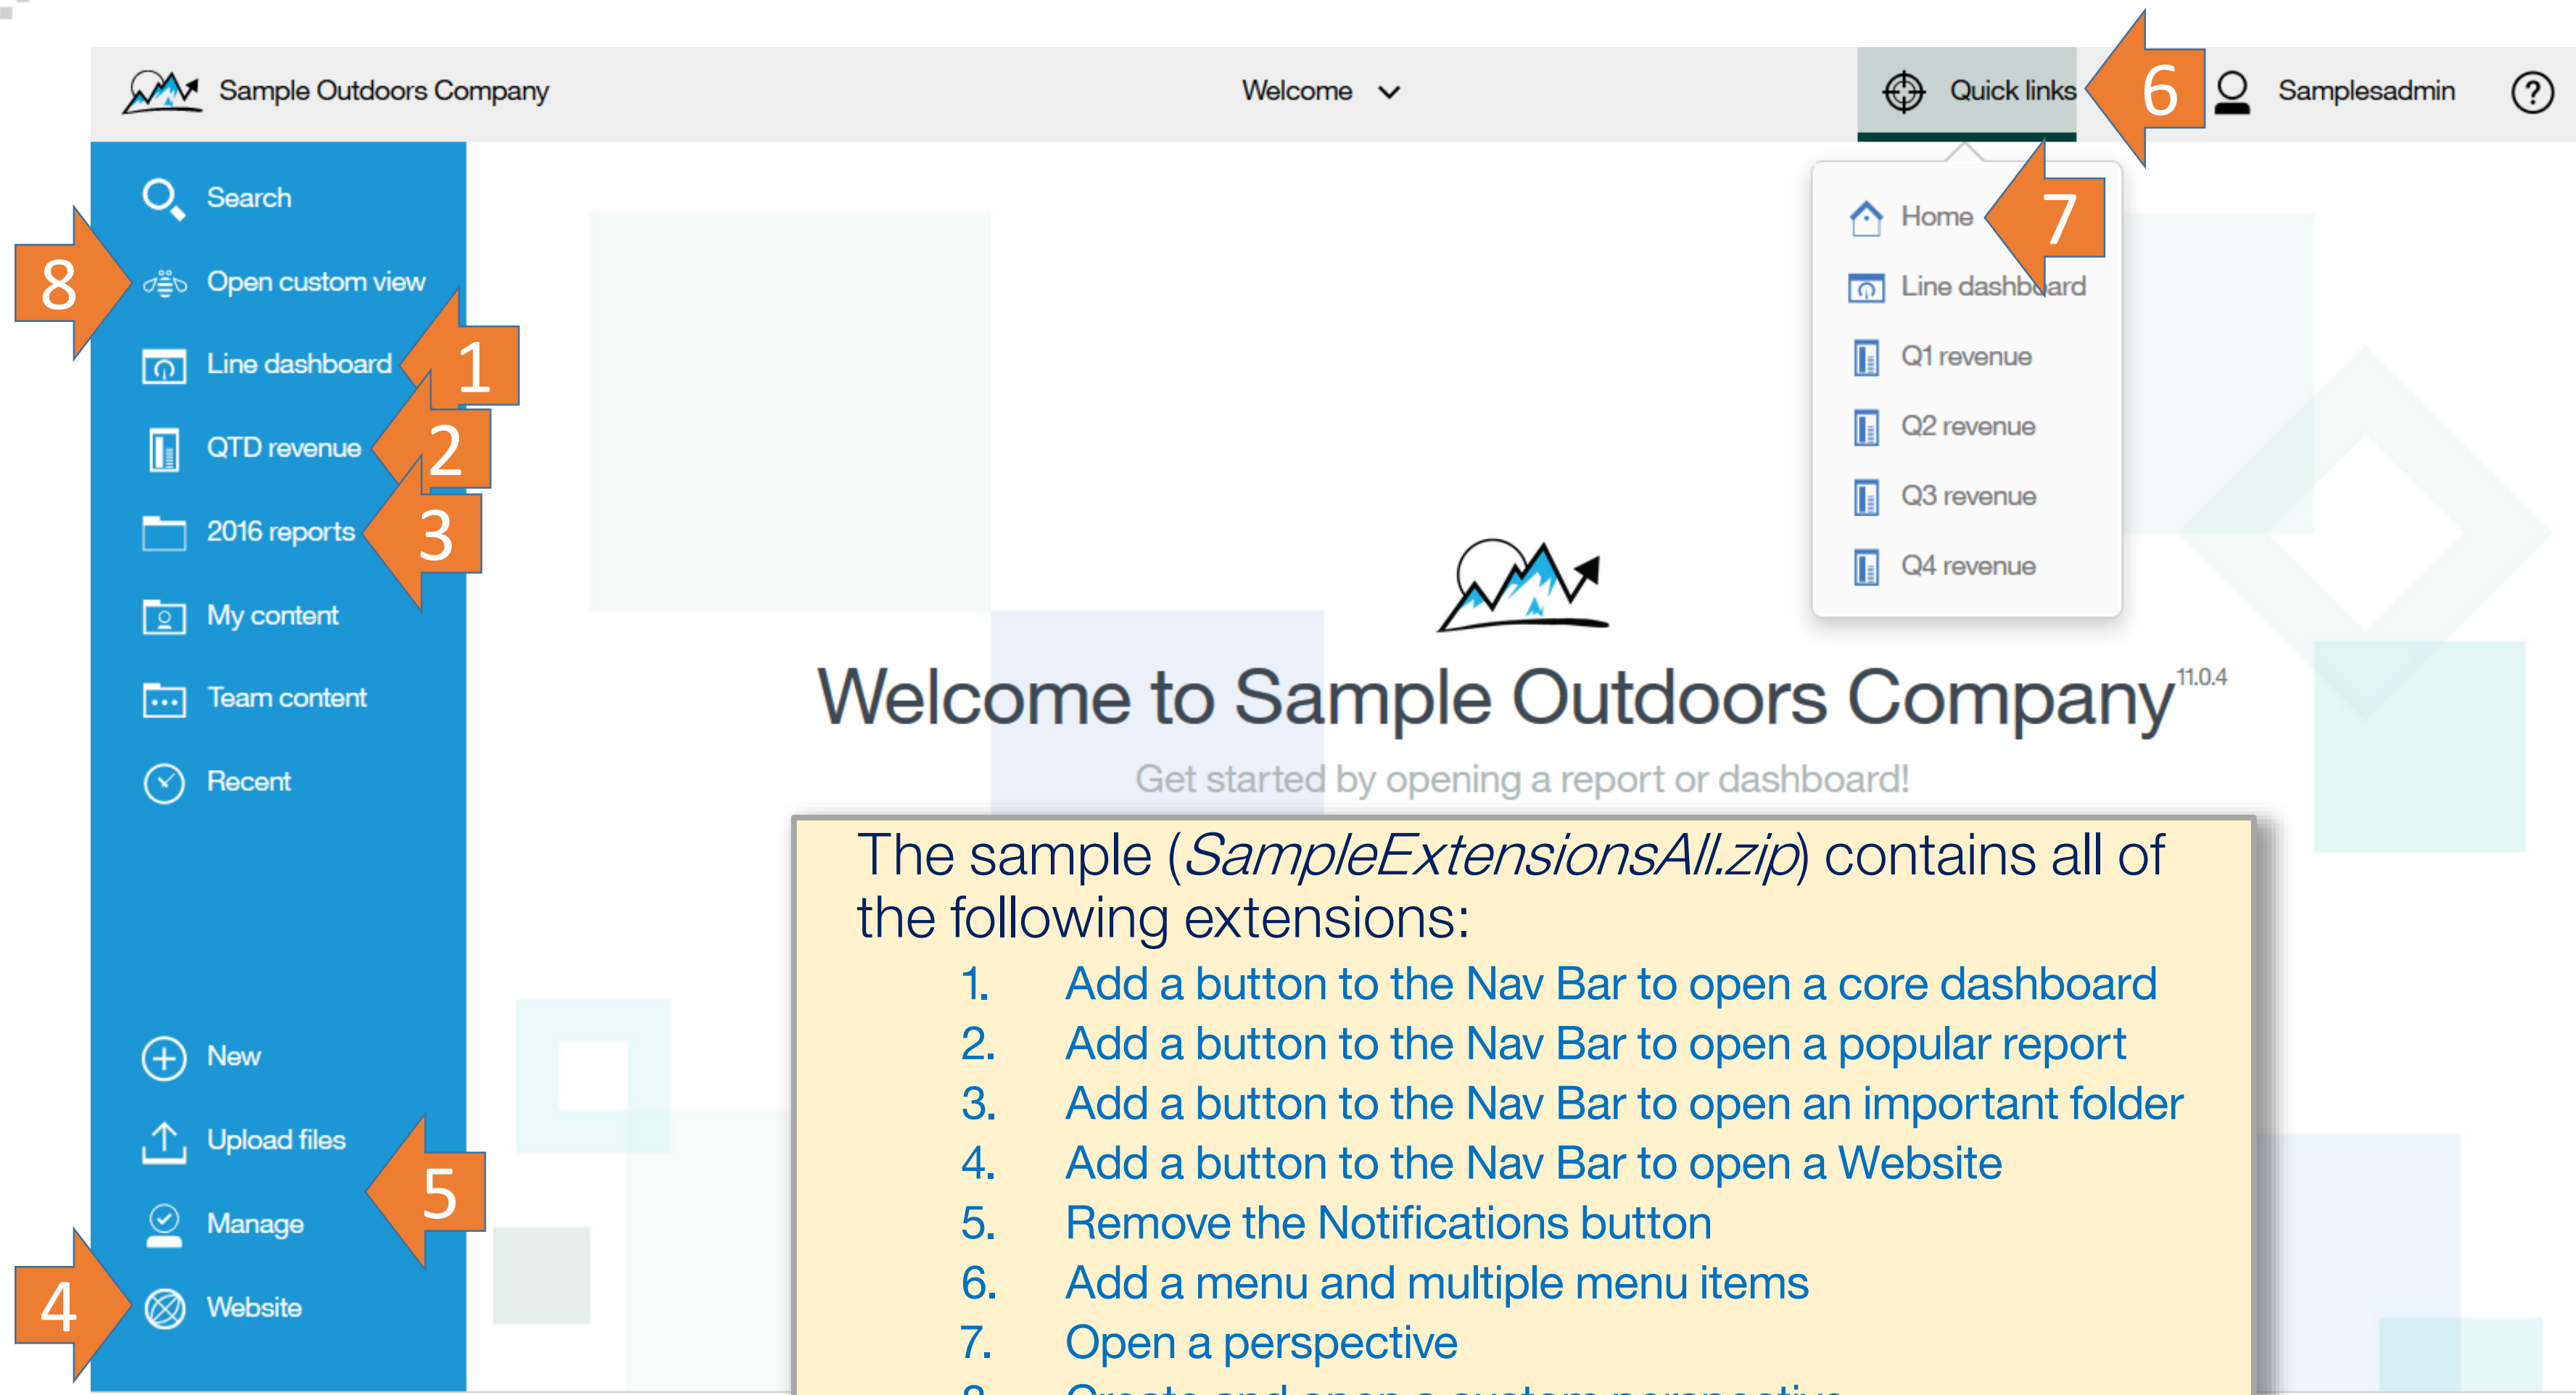 Sample Outdoors Company
Welcome
Quick links
6
Samplesadmin
?
Search
8
Open custom view
Line dashboard
1
QTD revenue
2
2016 reports
3
My content
Team content
Recent
New
Upload files
5
Manage
4
Website
Home
7
Line dashboard
Q1 revenue
Q2 revenue
Q3 revenue
Q4 revenue
Welcome to Sample Outdoors Company 11.0.4
Get started by opening a report or dashboard!
The sample (SampleExtensionsAll.zip) contains all of
the following extensions:
1. Add a button to the Nav Bar to open a core dashboard
2. Add a button to the Nav Bar to open a popular report
3. Add a button to the Nav Bar to open an important folder
4. Add a button to the Nav Bar to open a Website
5. Remove the Notifications button
6. Add a menu and multiple menu items
7. Open a perspective
8. Create and open a custom perspective